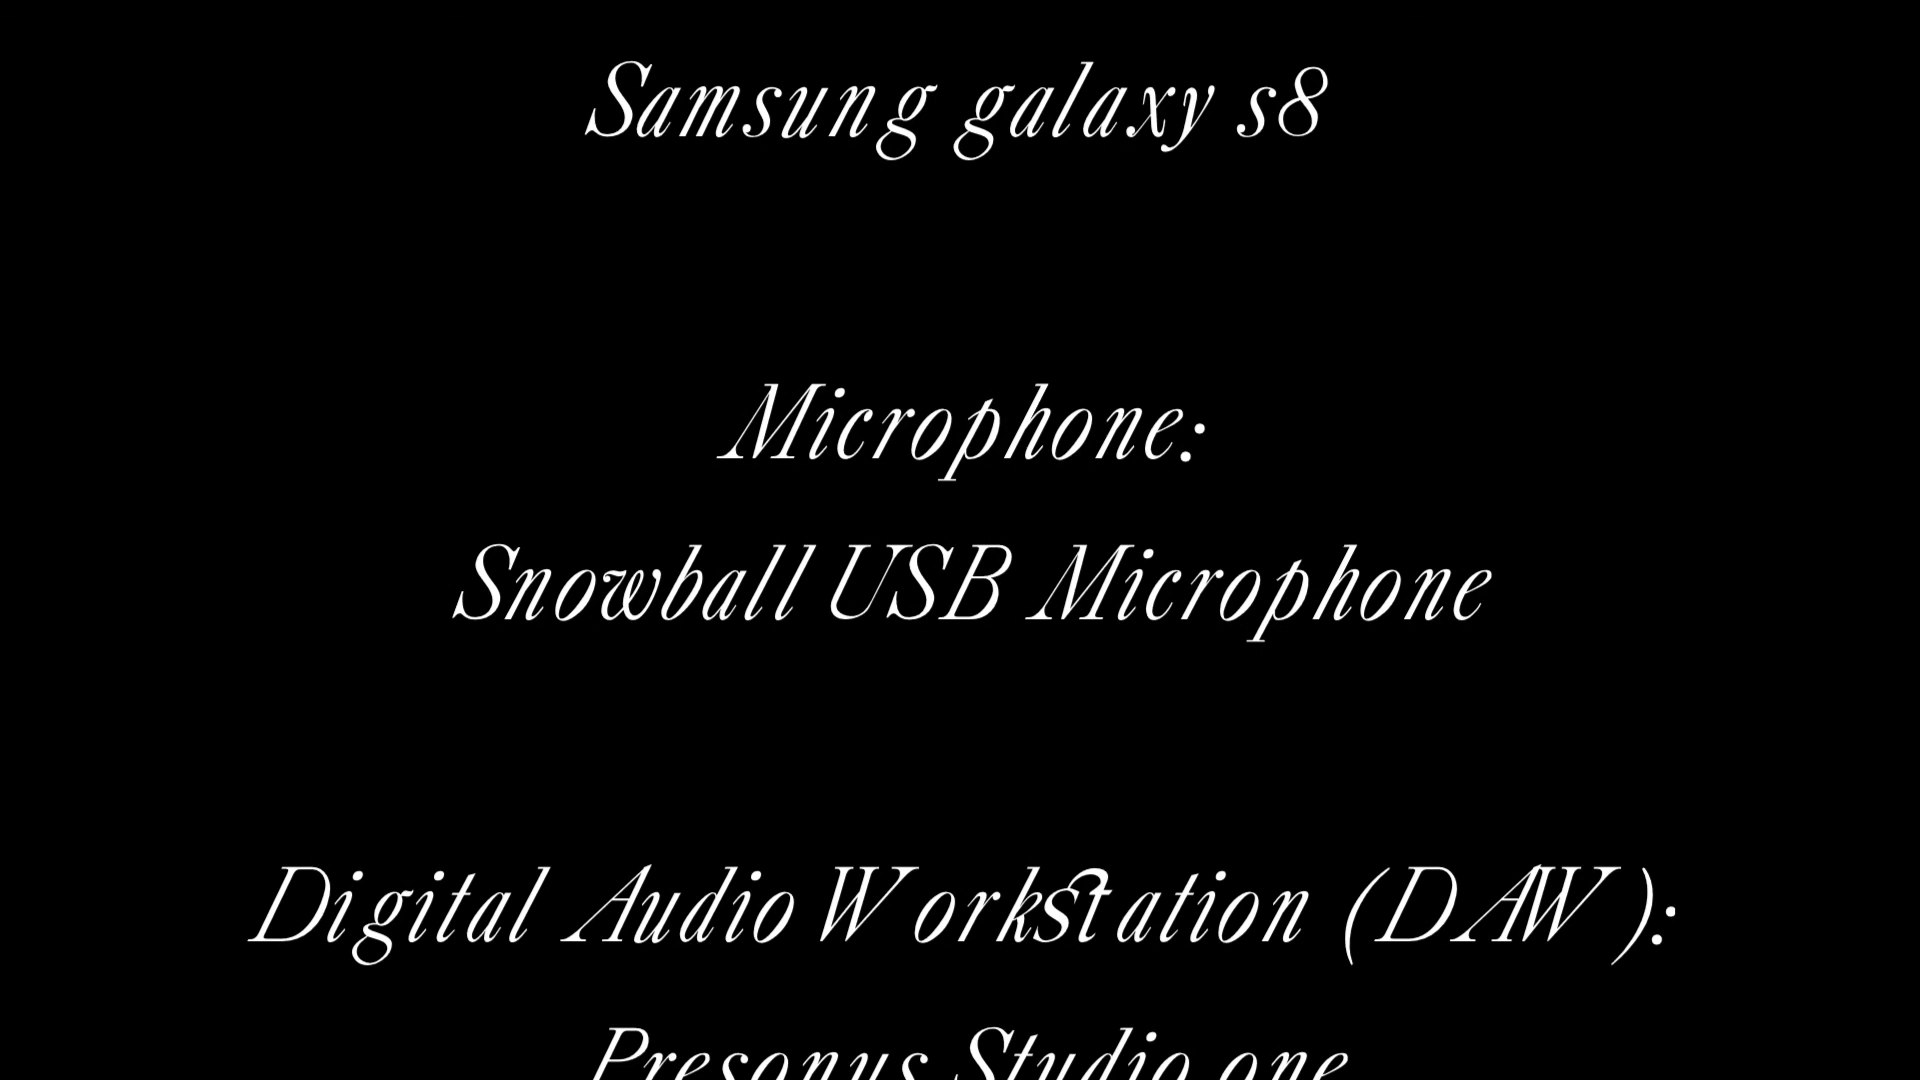 Samsung galaxy s8
Microphone:
Snowball USB Microphone
Digital Audio Workstation (DAW):
Presonus Studio one